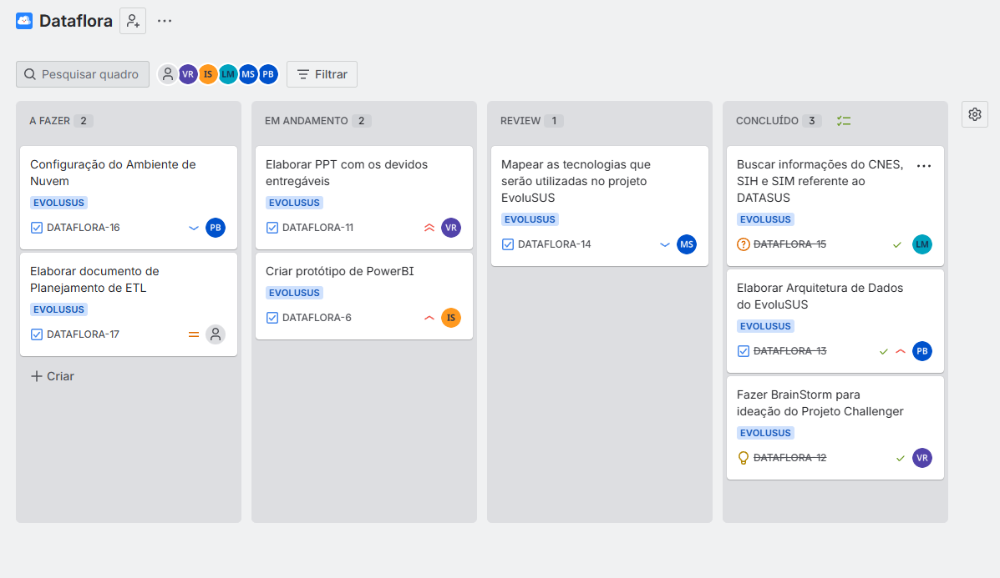 Dataflora
Pesquisar quadro
VR IS LM MS PB
Filtrar
A FAZER 2
Configuração do Ambiente de
Nuvem
EVOLUSUS
DATAFLORA-16
PB
Elaborar documento de
Planejamento de ETL
EVOLUSUS
DATAFLORA-17
Criar
EM ANDAMENTO 2
Elaborar PPT com os devidos
entregáveis
EVOLUSUS
DATAFLORA-11
VR
Criar protótipo de PowerBI
EVOLUSUS
DATAFLORA-6
IS
REVIEW 1
Mapear as tecnologias que
serão utilizadas no projeto
EvoluSUS
EVOLUSUS
DATAFLORA-14
MS
CONCLUÍDO 3
Buscar informações do CNES,
SIH e SIM referente ao
DATASUS
EVOLUSUS
DATAFLORA-15
LM
Elaborar Arquitetura de Dados
do EvoluSUS
EVOLUSUS
DATAFLORA-13
PB
Fazer BrainStorm para
ideação do Projeto Challenger
EVOLUSUS
DATAFLORA-12
VR